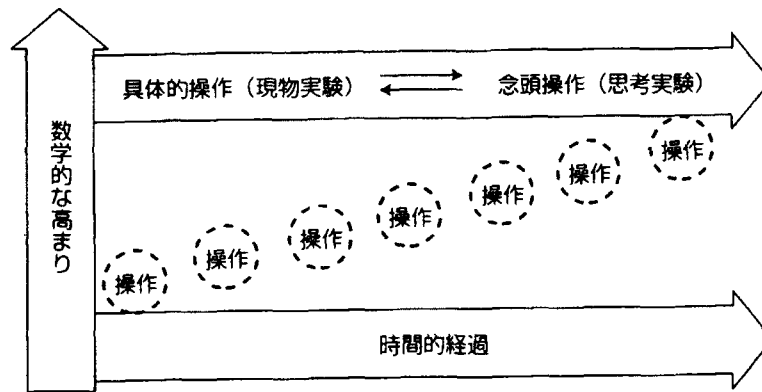 具体的操作（現物実験）
念頭操作（思考実験）
数学的な高まり
操作
操作
操作
操作
操作
操作
操作
時間的経過